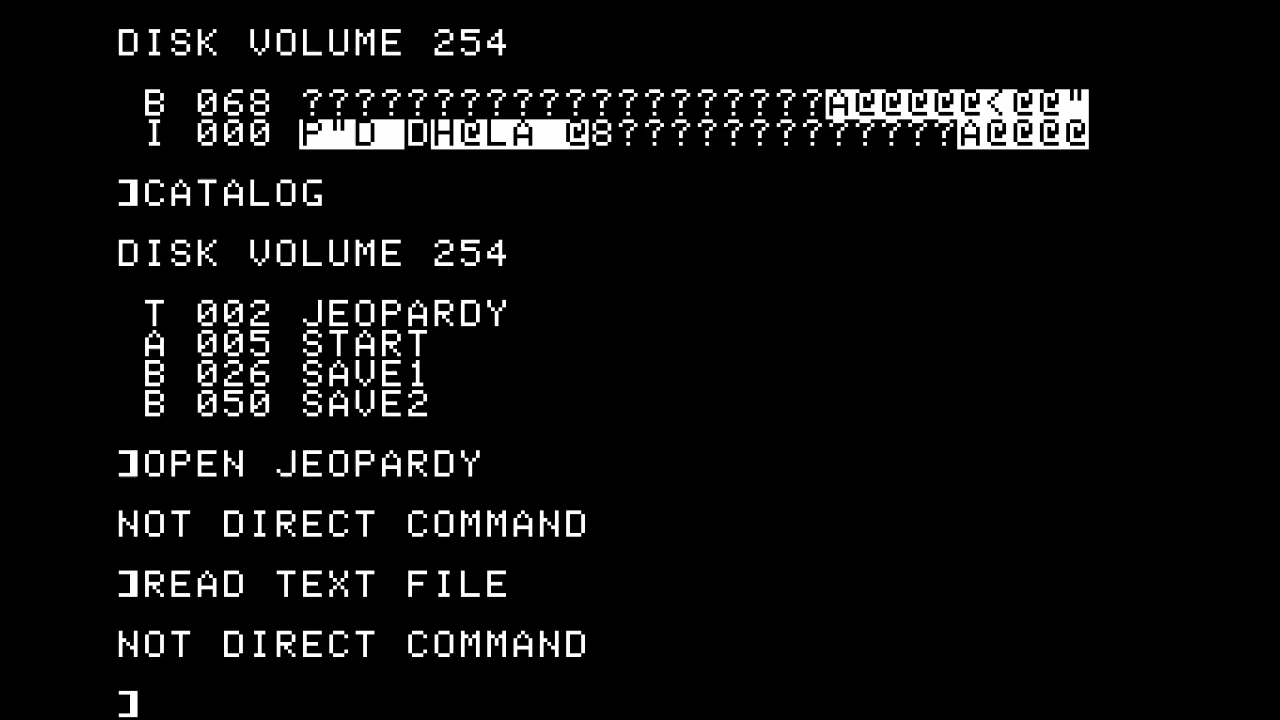 DISK VOLUME 254
B 068 ????????????????????A@@@@@<@@"
I 000 P"D DH@LA @8?????????????A@@@@
]CATALOG
DISK VOLUME 254
T 002 JEOPARDY
A 005 START
B 026 SAVE1
B 050 SAVE2
]OPEN JEOPARDY
NOT DIRECT COMMAND
]READ TEXT FILE
NOT DIRECT COMMAND
]